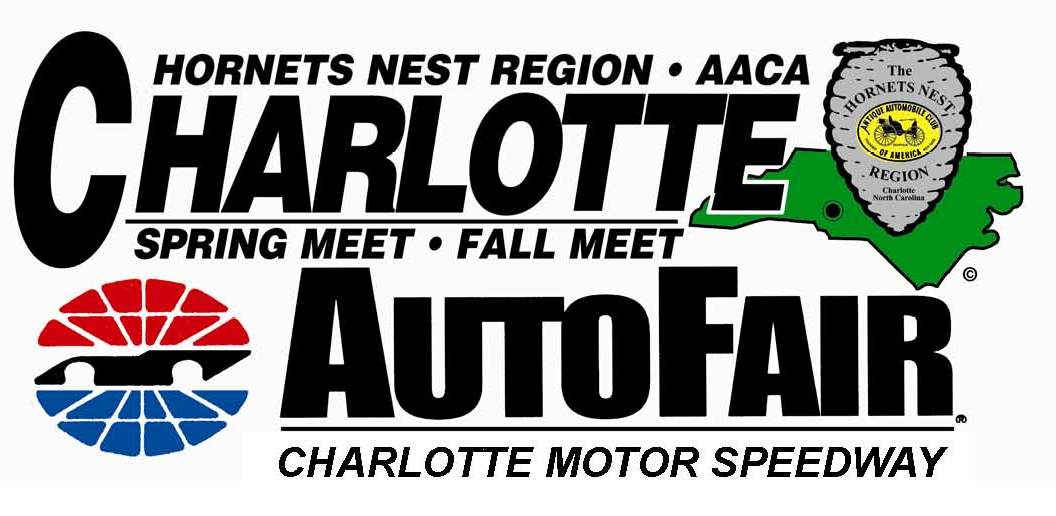 HORNETS NEST REGION • AACA
CHARLOTTE
SPRING MEET • FALL MEET
The
HORNETS NEST
ANTIQUE AUTOMOBILE CLUB
OF AMERICA
REGION
Charlotte
North Carolina
©
AUTOFAIR
CHARLOTTE MOTOR SPEEDWAY